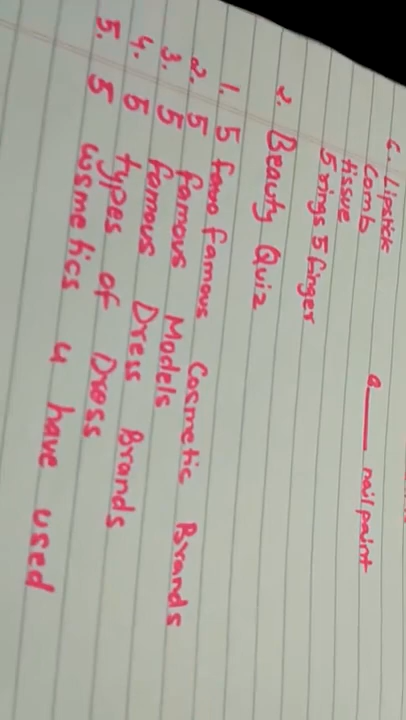 6. Lipstick
comb
tissue
a____ nail paint
5 rings 5 finger
2. Beauty Quiz
1. 5 famous Cosmetic Brands
2. 5 famous Models
3. 5 famous Dress Brands
4. 5 types of Dress
5. 5 cosmetics u have used